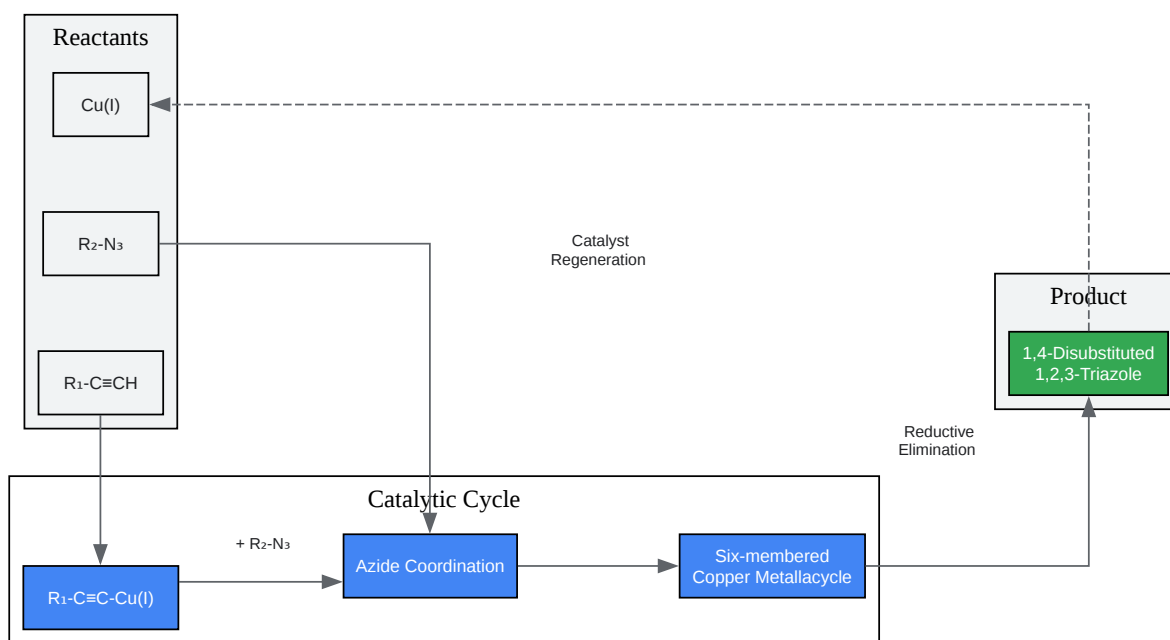 Reactants
Cu(I)
R₂-N₃
R₁-C≡CH
Catalyst
Regeneration
Product
1,4-Disubstituted
1,2,3-Triazole
Reductive
Elimination
Catalytic Cycle
+ R₂-N₃
R₁-C≡C-Cu(I)
Azide Coordination
Six-membered
Copper Metallacycle